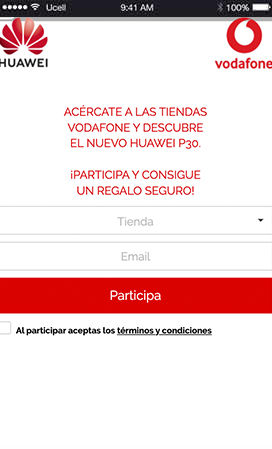 Ucell 9:41 AM 100%
HUAWEI
vodafone
ACÉRCATE A LAS TIENDAS
VODAFONE Y DESCUBRE
EL NUEVO HUAWEI P30.
¡PARTICIPA Y CONSIGUE
UN REGALO SEGURO!
Tienda
Email
Participa
Al participar aceptas los términos y condiciones